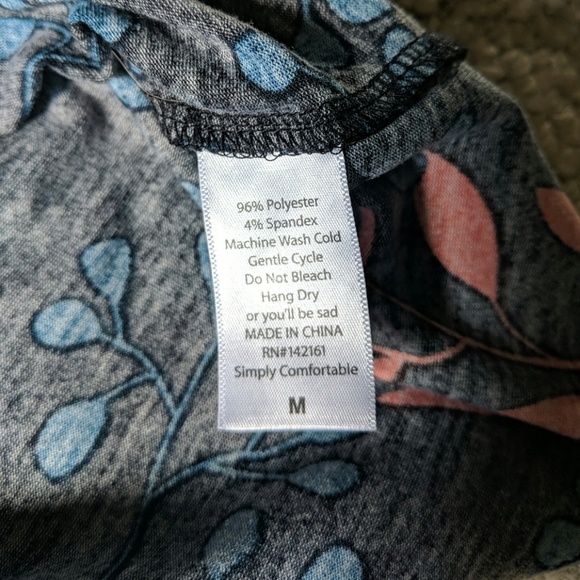 96% Polyester
4% Spandex
Machine Wash Cold
Gentle Cycle
Do Not Bleach
Hang Dry
or you'll be sad
MADE IN CHINA
RN#142161
Simply Comfortable
M